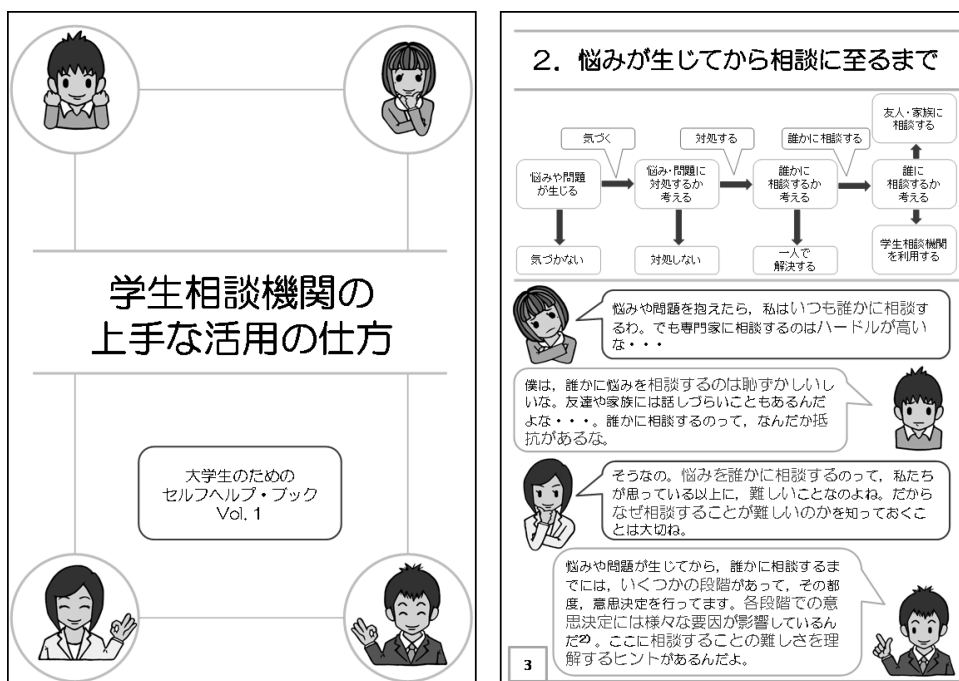 学生相談機関の
上手な活用の仕方
大学生のための
セルフヘルプ・ブック
Vol. 1
2. 悩みが生じてから相談に至るまで
友人・家族に
相談する
気づく
対処する
誰かに相談する
悩みや問題
が生じる
悩み・問題に
対処するか
考える
誰かに
相談するか
考える
誰に
相談するか
考える
気づかない
対処しない
一人で
解決する
学生相談機関
を利用する
悩みや問題を抱えたら,私はいつも誰かに相談す
るわ。でも専門家に相談するのはハードルが高い
な・・・
僕は,誰かに悩みを相談するのは恥ずかしいし
いな。友達や家族には話しづらいこともあるんだ
よな・・・。誰かに相談するのって,なんだか抵
抗があるな。
そうなの。悩みを誰かに相談するのって,私たち
が思っている以上に,難しいことなのよね。だから
なぜ相談することが難しいのかを知っておくこ
とは大切ね。
悩みや問題が生じてから,誰かに相談するま
でには,いくつかの段階があって,その都
度,意思決定を行ってます。各段階での意
思決定には様々な要因が影響しているん
だ2)。ここに相談することの難しさを理
解するヒントがあるんだよ。
3